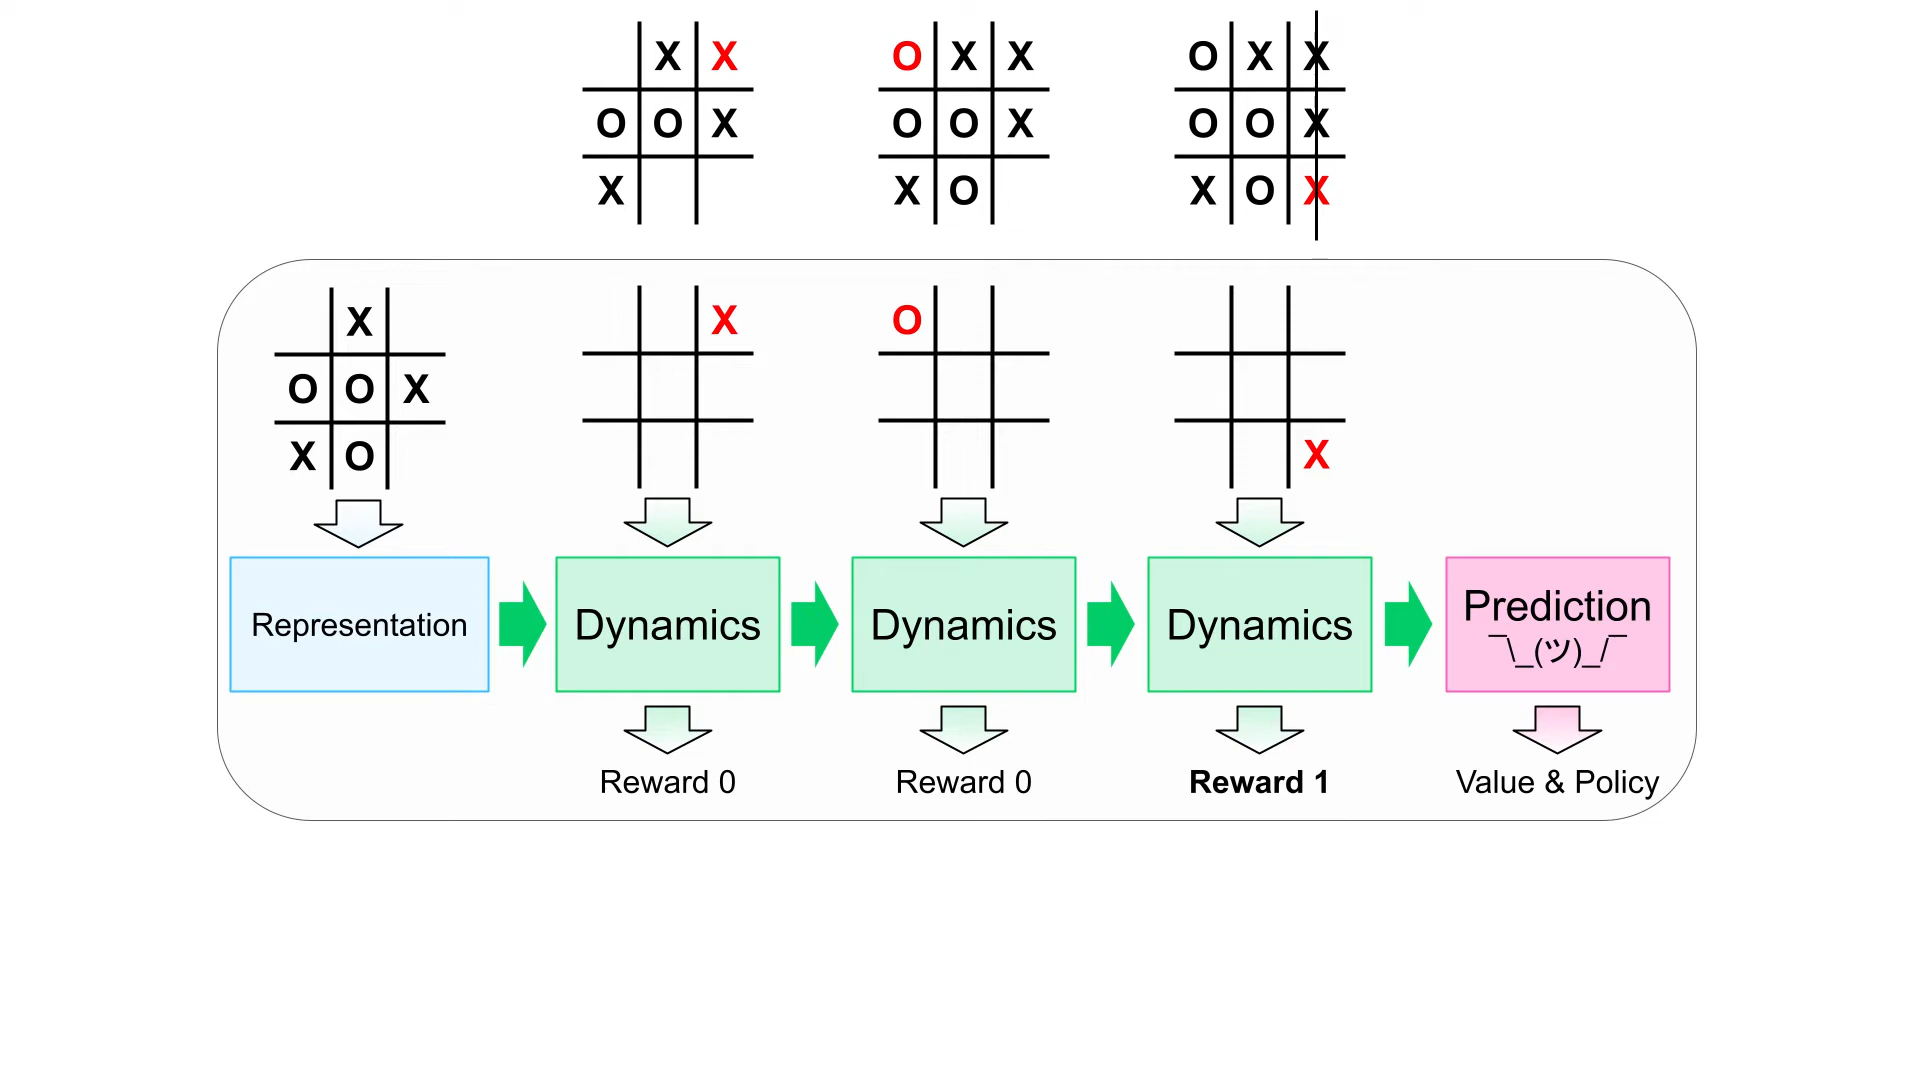 X X O X X O X X
O O X O O X O O X
X X O X O X
X X O
O O X
X O X
Representation Dynamics Dynamics Dynamics Prediction
¯\_(ツ)_/¯
Reward 0 Reward 0 Reward 1 Value & Policy